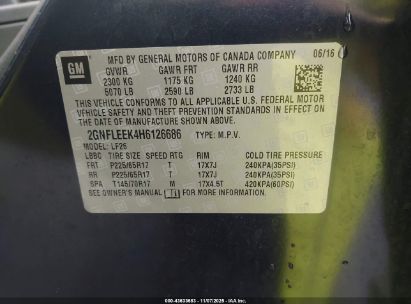 GM
MFD BY GENERAL MOTORS OF CANADA COMPANY 06/16
GVWR GAWR FRT GAWR RR
2300 KG 1175 KG 1240 KG
5070 LB 2590 LB 2733 LB
THIS VEHICLE CONFORMS TO ALL APPLICABLE U.S. FEDERAL MOTOR
VEHICLE SAFETY AND THEFT PREVENTION STANDARDS IN EFFECT
ON THE DATE OF MANUFACTURE SHOWN ABOVE.
2GNFLEEK4H6126686 TYPE: M.P.V.
MODEL: LF26
LBBC TIRE SIZE SPEED RTG RIM COLD TIRE PRESSURE
FRT P225/65R17 T 17X7J 240KPA(35PSI)
RR P225/65R17 T 17X7J 240KPA(35PSI)
SPA T145/70R17 M 17X4.5T 420KPA(60PSI)
SEE OWNER'S MANUAL FOR MORE INFORMATION.